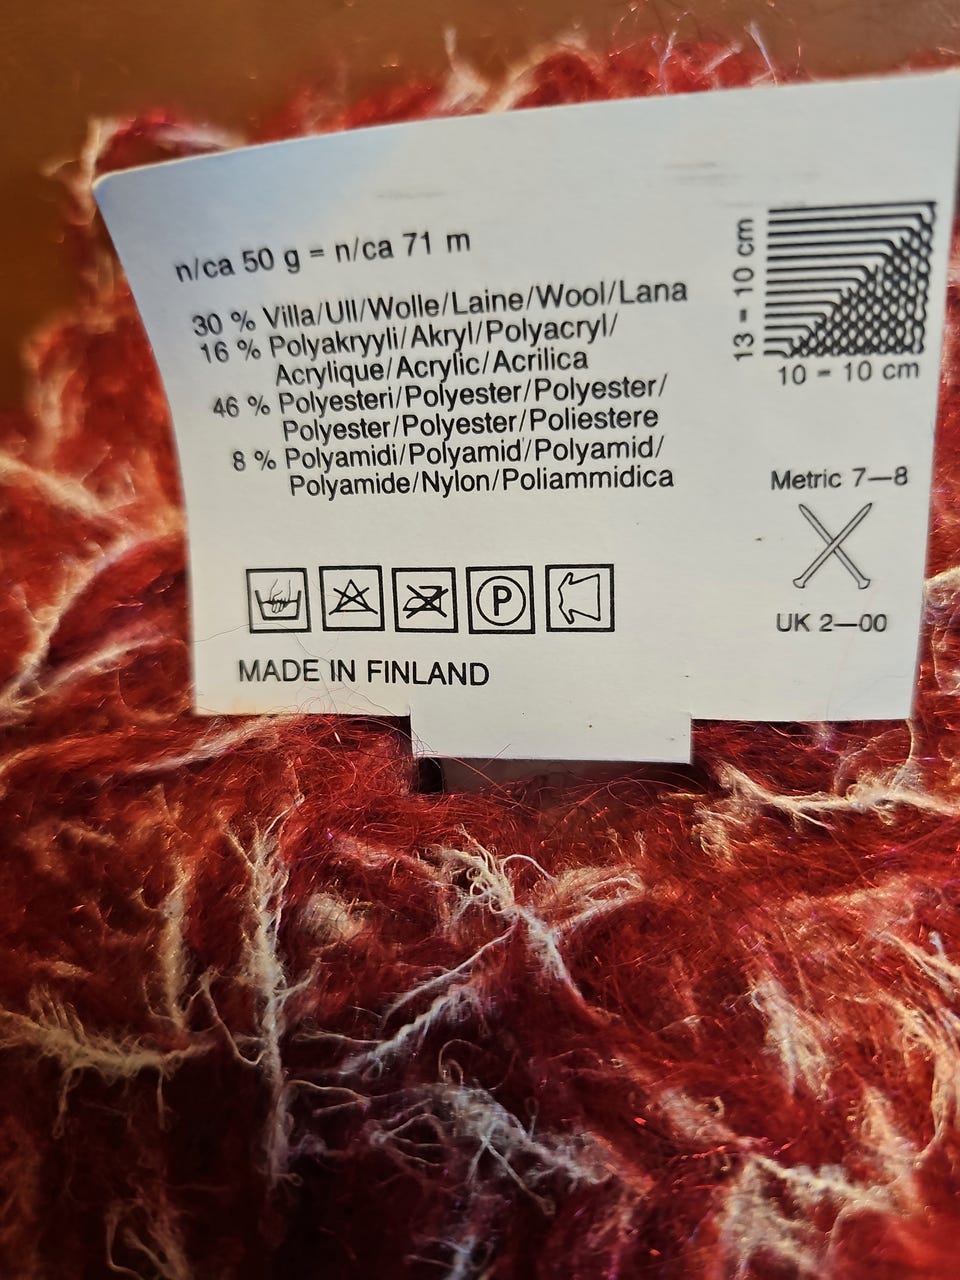 n/ca 50 g = n/ca 71 m
30 % Villa/Ull/Wolle/Laine/Wool/Lana
16 % Polyakryyli/Akryl/Polyacryl/
Acrylique/Acrylic/Acrilica
46 % Polyesteri/Polyester/Polyester/
Polyester/Polyester/Poliestere
8 % Polyamidi/Polyamid/Polyamid/
Polyamide/Nylon/Poliammidica
P
MADE IN FINLAND
13 = 10 cm
10 = 10 cm
Metric 7—8
UK 2—00